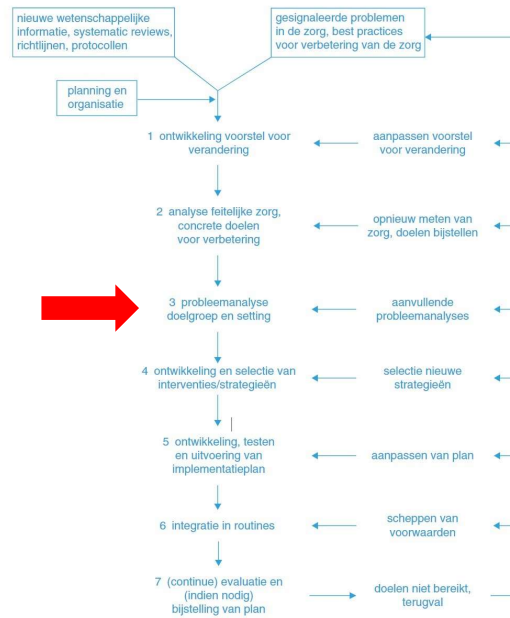 nieuwe wetenschappelijke
informatie, systematic reviews,
richtlijnen, protocollen
gesignaleerde problemen
in de zorg, best practices
voor verbetering van de zorg
planning en
organisatie
1 ontwikkeling voorstel voor
verandering
aanpassen voorstel
voor verandering
2 analyse feitelijke zorg,
concrete doelen
voor verbetering
opnieuw meten van
zorg, doelen bijstellen
3 probleemanalyse
doelgroep en setting
aanvullende
probleemanalyses
4 ontwikkeling en selectie van
interventies/strategieën
selectie nieuwe
strategieën
5 ontwikkeling, testen
en uitvoering van
implementatieplan
aanpassen van plan
6 integratie in routines
scheppen van
voorwaarden
7 (continue) evaluatie en
(indien nodig)
bijstelling van plan
doelen niet bereikt,
terugval